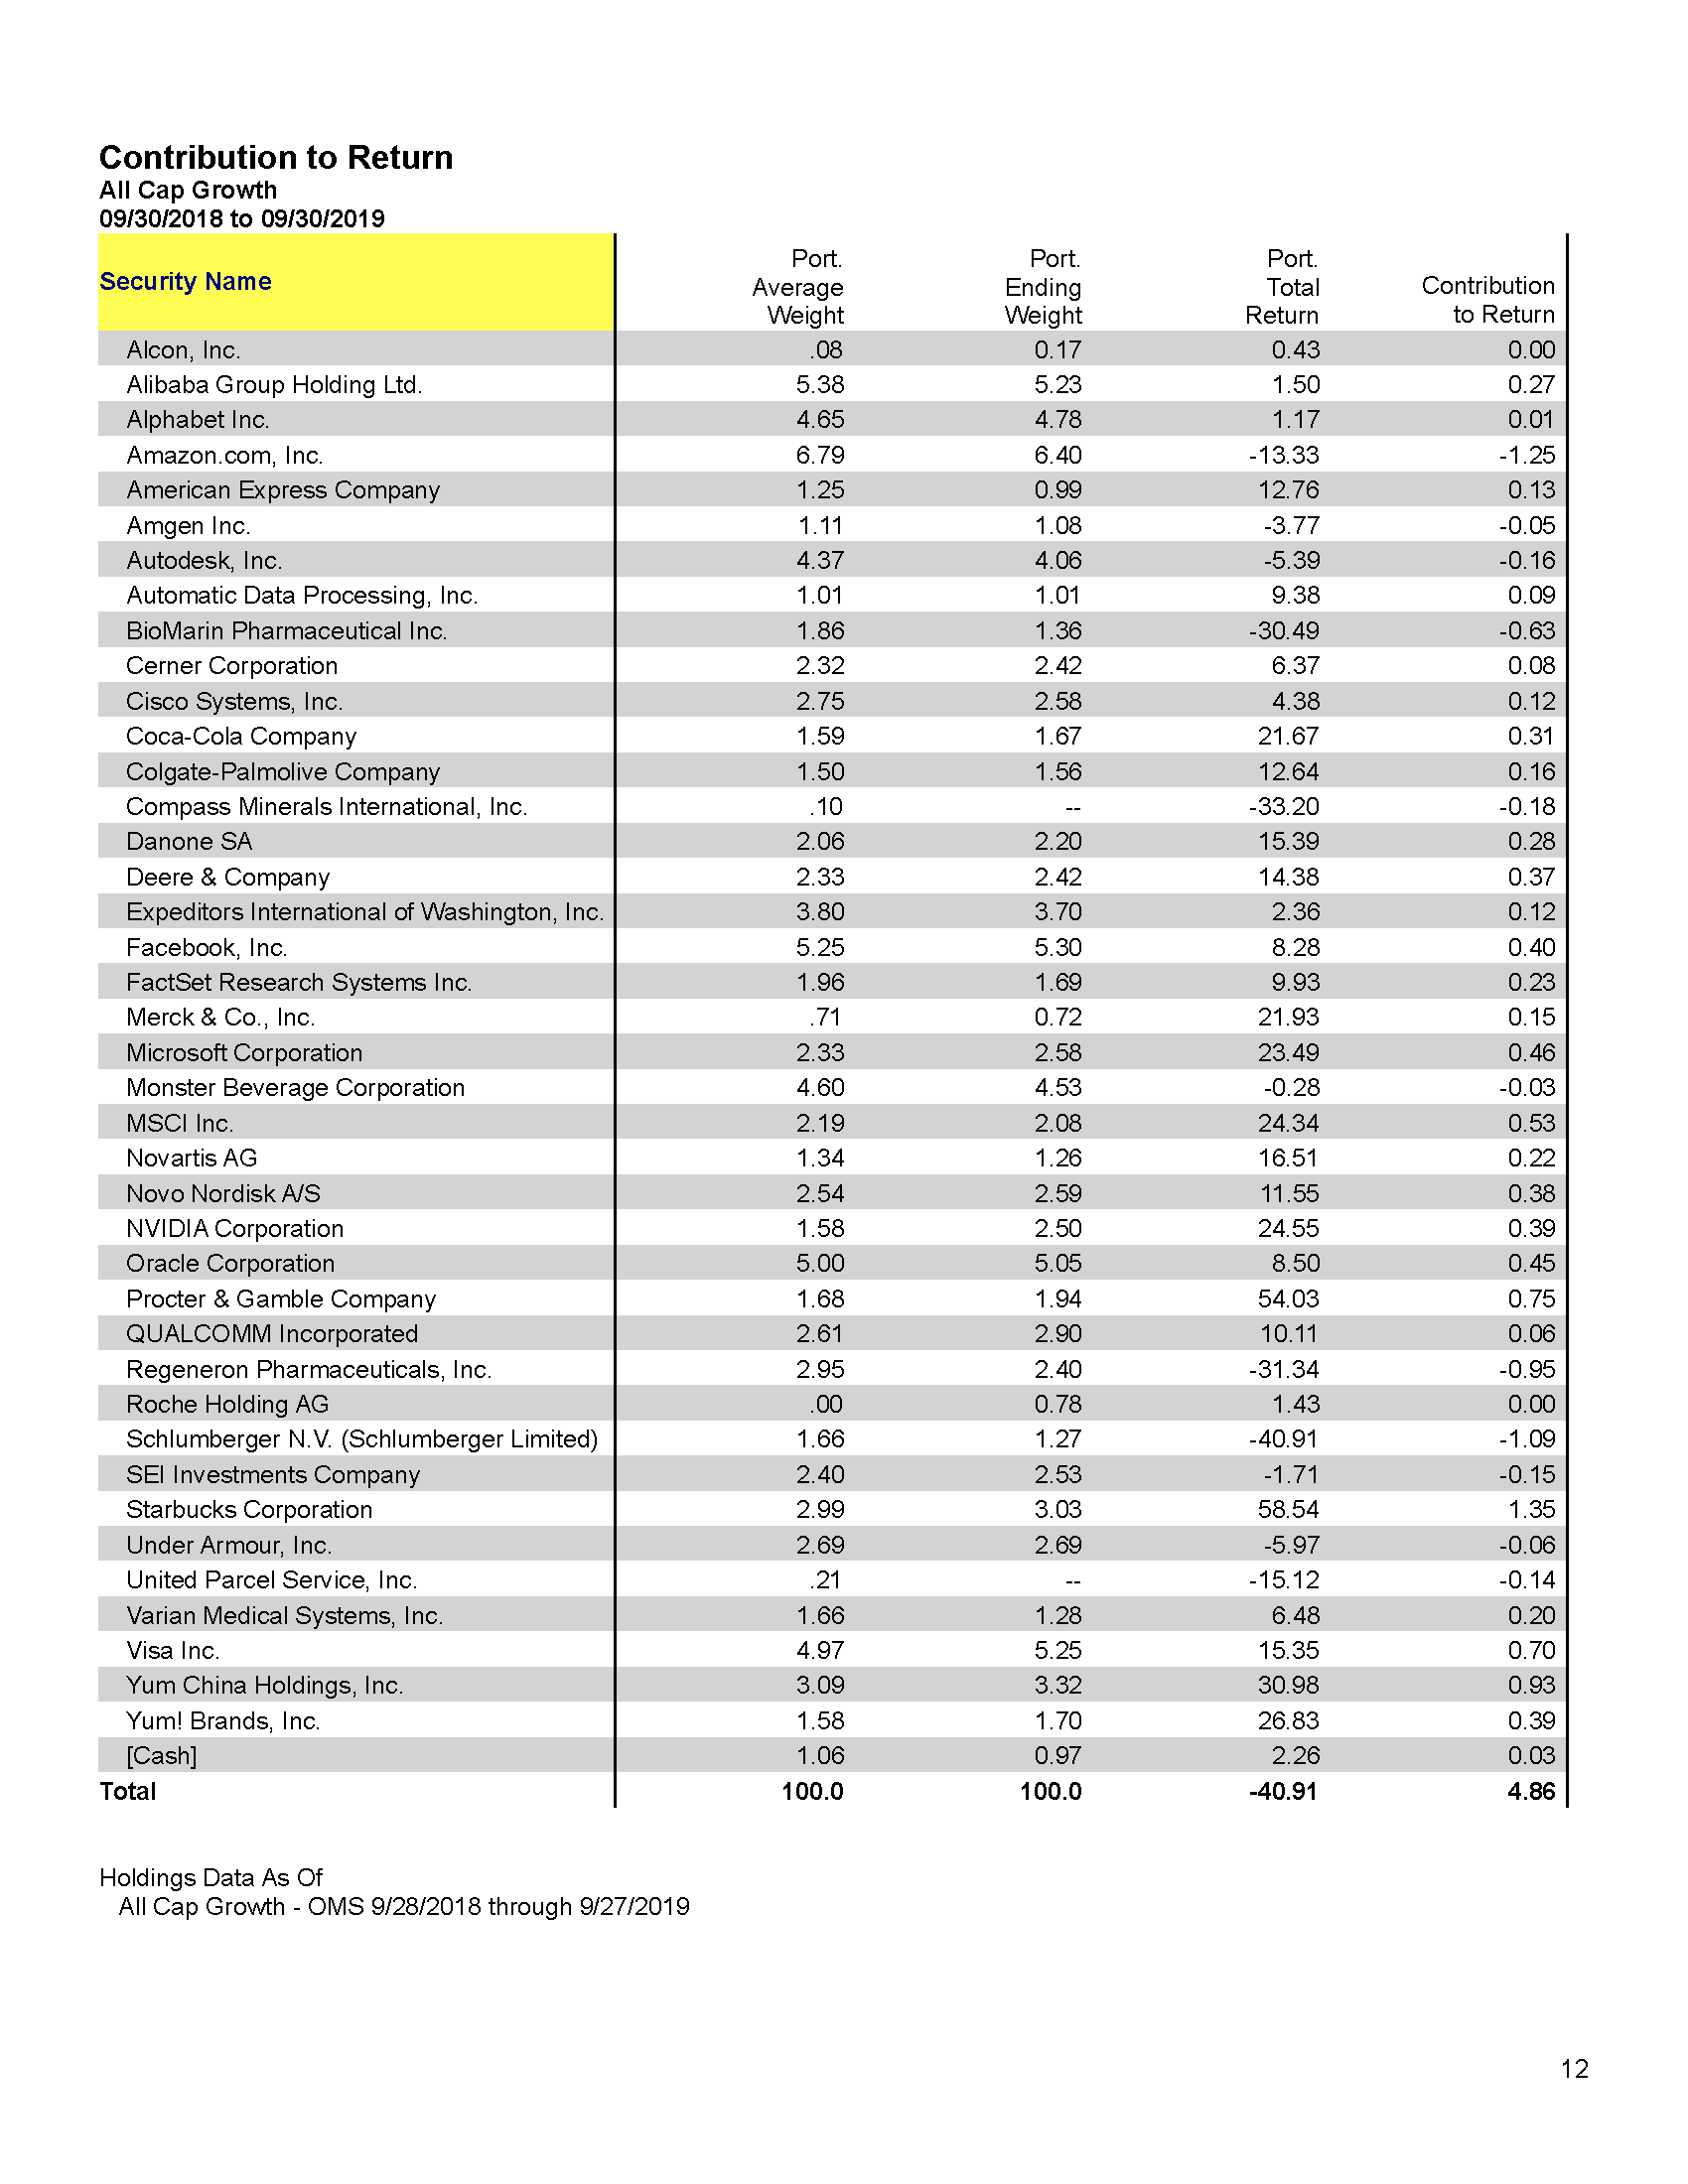 Contribution to Return
All Cap Growth
09/30/2018 to 09/30/2019
Security Name Port. Average Weight Port. Ending Weight Port. Total Return Contribution to Return
Alcon, Inc. .08 0.17 0.43 0.00
Alibaba Group Holding Ltd. 5.38 5.23 1.50 0.27
Alphabet Inc. 4.65 4.78 1.17 0.01
Amazon.com, Inc. 6.79 6.40 -13.33 -1.25
American Express Company 1.25 0.99 12.76 0.13
Amgen Inc. 1.11 1.08 -3.77 -0.05
Autodesk, Inc. 4.37 4.06 -5.39 -0.16
Automatic Data Processing, Inc. 1.01 1.01 9.38 0.09
BioMarin Pharmaceutical Inc. 1.86 1.36 -30.49 -0.63
Cerner Corporation 2.32 2.42 6.37 0.08
Cisco Systems, Inc. 2.75 2.58 4.38 0.12
Coca-Cola Company 1.59 1.67 21.67 0.31
Colgate-Palmolive Company 1.50 1.56 12.64 0.16
Compass Minerals International, Inc. .10 -- -33.20 -0.18
Danone SA 2.06 2.20 15.39 0.28
Deere & Company 2.33 2.42 14.38 0.37
Expeditors International of Washington, Inc. 3.80 3.70 2.36 0.12
Facebook, Inc. 5.25 5.30 8.28 0.40
FactSet Research Systems Inc. 1.96 1.69 9.93 0.23
Merck & Co., Inc. .71 0.72 21.93 0.15
Microsoft Corporation 2.33 2.58 23.49 0.46
Monster Beverage Corporation 4.60 4.53 -0.28 -0.03
MSCI Inc. 2.19 2.08 24.34 0.53
Novartis AG 1.34 1.26 16.51 0.22
Novo Nordisk A/S 2.54 2.59 11.55 0.38
NVIDIA Corporation 1.58 2.50 24.55 0.39
Oracle Corporation 5.00 5.05 8.50 0.45
Procter & Gamble Company 1.68 1.94 54.03 0.75
QUALCOMM Incorporated 2.61 2.90 10.11 0.06
Regeneron Pharmaceuticals, Inc. 2.95 2.40 -31.34 -0.95
Roche Holding AG .00 0.78 1.43 0.00
Schlumberger N.V. (Schlumberger Limited) 1.66 1.27 -40.91 -1.09
SEI Investments Company 2.40 2.53 -1.71 -0.15
Starbucks Corporation 2.99 3.03 58.54 1.35
Under Armour, Inc. 2.69 2.69 -5.97 -0.06
United Parcel Service, Inc. .21 -- -15.12 -0.14
Varian Medical Systems, Inc. 1.66 1.28 6.48 0.20
Visa Inc. 4.97 5.25 15.35 0.70
Yum China Holdings, Inc. 3.09 3.32 30.98 0.93
Yum! Brands, Inc. 1.58 1.70 26.83 0.39
[Cash] 1.06 0.97 2.26 0.03
Total 100.0 100.0 -40.91 4.86
Holdings Data As Of
All Cap Growth - OMS 9/28/2018 through 9/27/2019
12